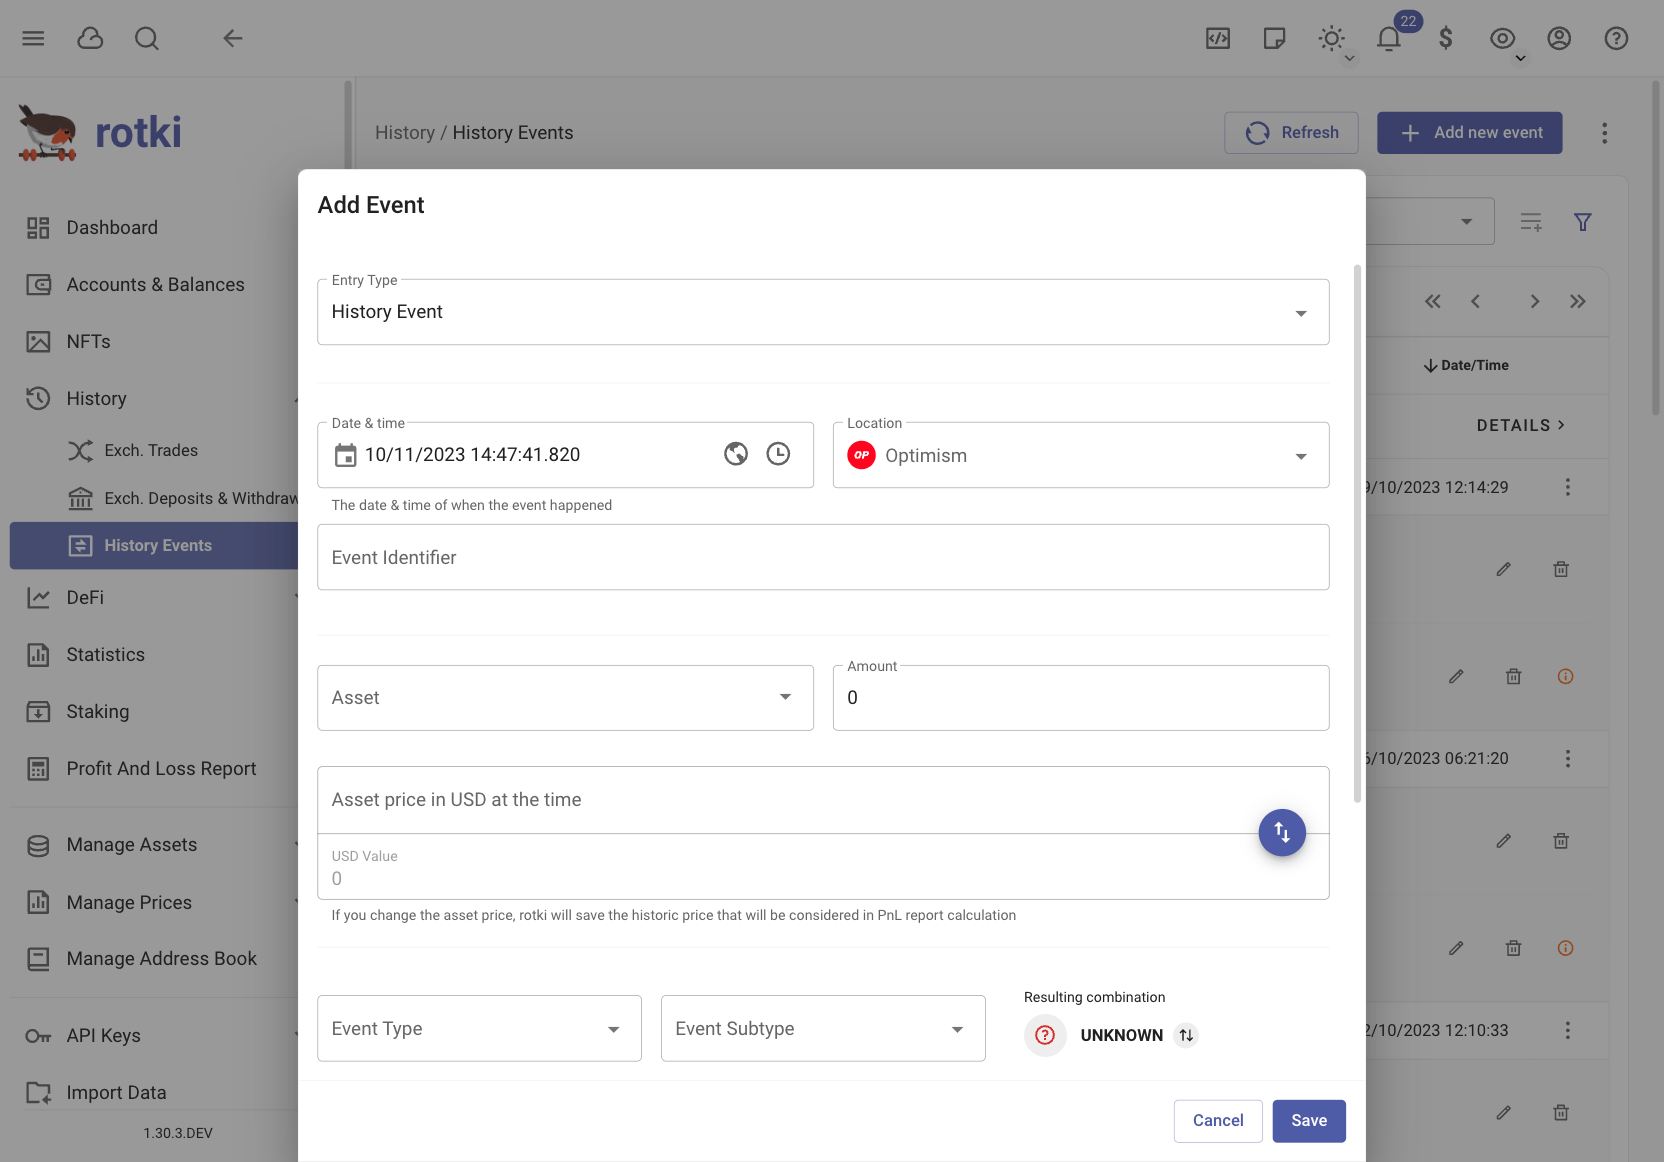 22
rotki
History / History Events
Refresh
Add new event
Dashboard
Accounts & Balances
NFTs
History
Exch. Trades
Exch. Deposits & Withdraw
History Events
DeFi
Statistics
Staking
Profit And Loss Report
Manage Assets
Manage Prices
Manage Address Book
API Keys
Import Data
1.30.3.DEV
Add Event
Entry Type
History Event
Date & time
10/11/2023 14:47:41.820
The date & time of when the event happened
Location
OP
Optimism
Event Identifier
Asset
Amount
0
Asset price in USD at the time
USD Value
0
If you change the asset price, rotki will save the historic price that will be considered in PnL report calculation
Event Type
Event Subtype
Resulting combination
UNKNOWN
Cancel
Save
Date/Time
DETAILS
9/10/2023 12:14:29
6/10/2023 06:21:20
2/10/2023 12:10:33